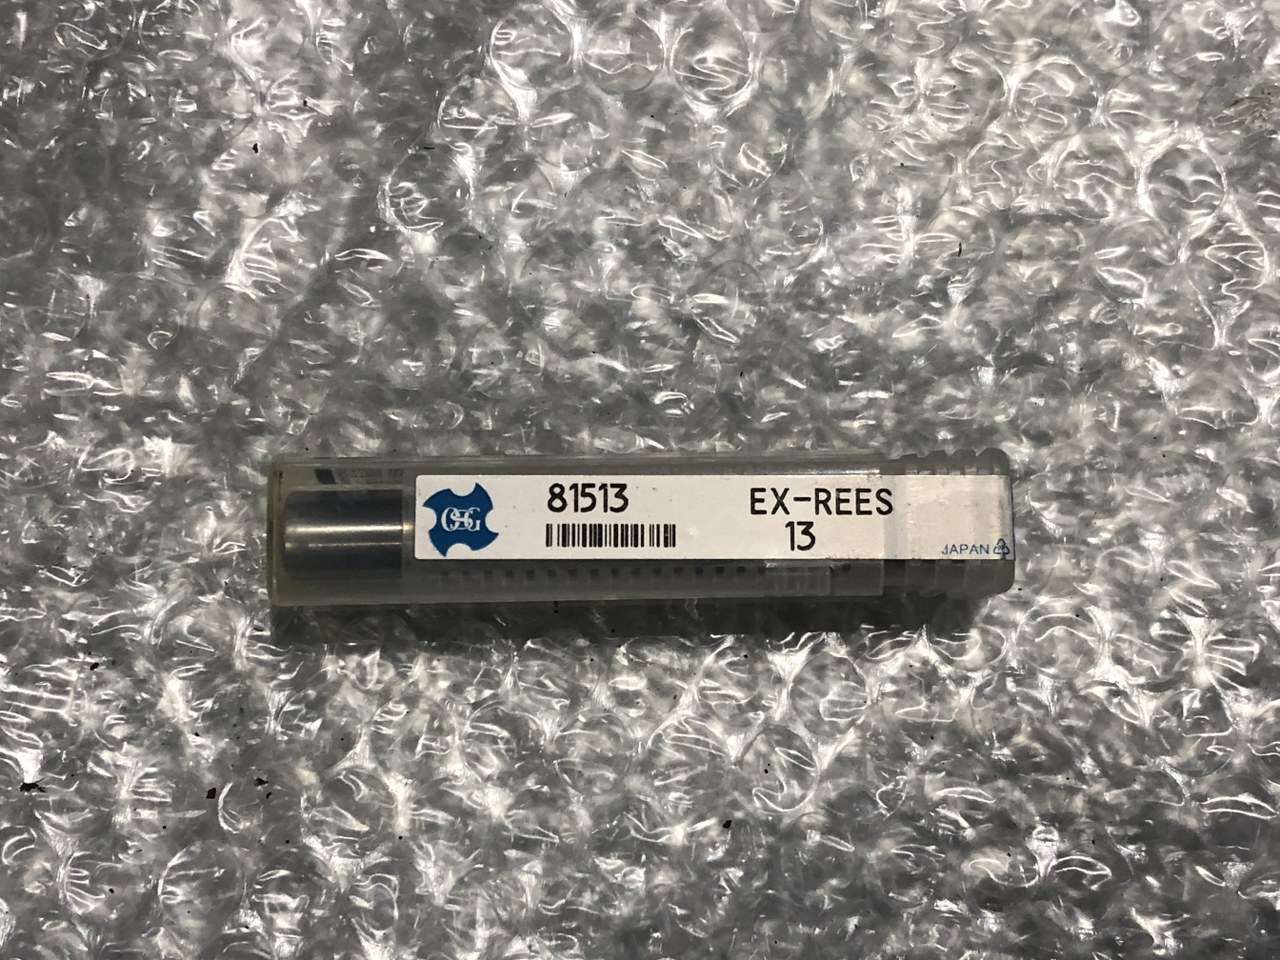 OSG
81513
EX-REES
13
JAPAN